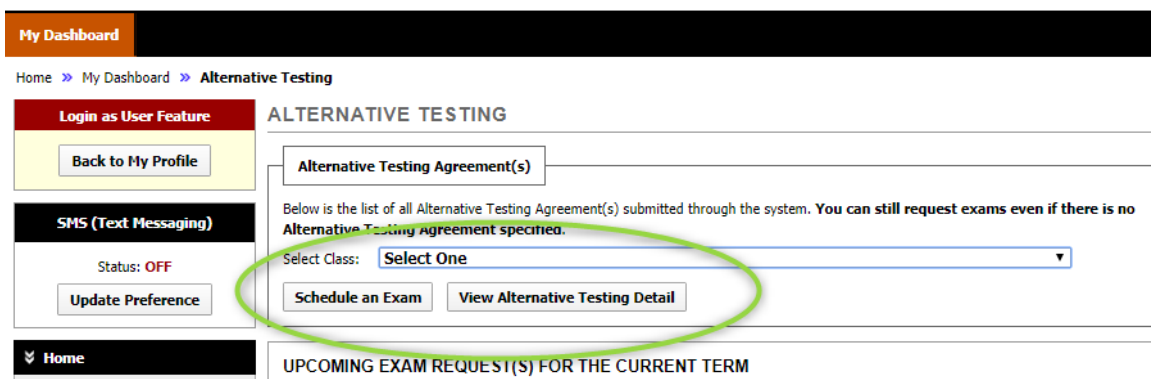 My Dashboard
Home » My Dashboard » Alternative Testing
Login as User Feature
Back to My Profile
SMS (Text Messaging)
Status: OFF
Update Preference
Home
ALTERNATIVE TESTING
Alternative Testing Agreement(s)
Below is the list of all Alternative Testing Agreement(s) submitted through the system. You can still request exams even if there is no
Alternative Testing Agreement specified.
Select Class: Select One
Schedule an Exam View Alternative Testing Detail
UPCOMING EXAM REQUEST(S) FOR THE CURRENT TERM